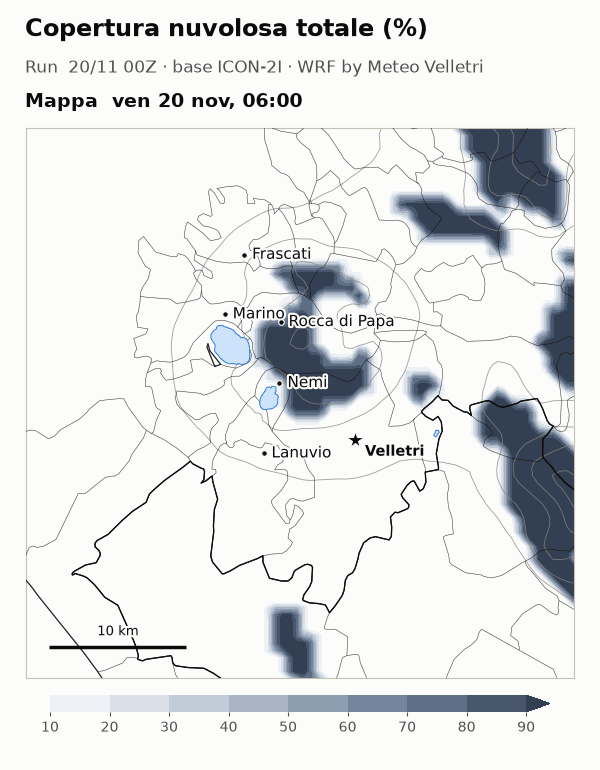 Copertura nuvolosa totale (%)
Run  20/11 00Z · base ICON-2I · WRF by Meteo Velletri
Mappa  ven 20 nov, 06:00
Frascati
Marino
Rocca di Papa
Nemi
Velletri
Lanuvio
10 km
10 20 30 40 50 60 70 80 90